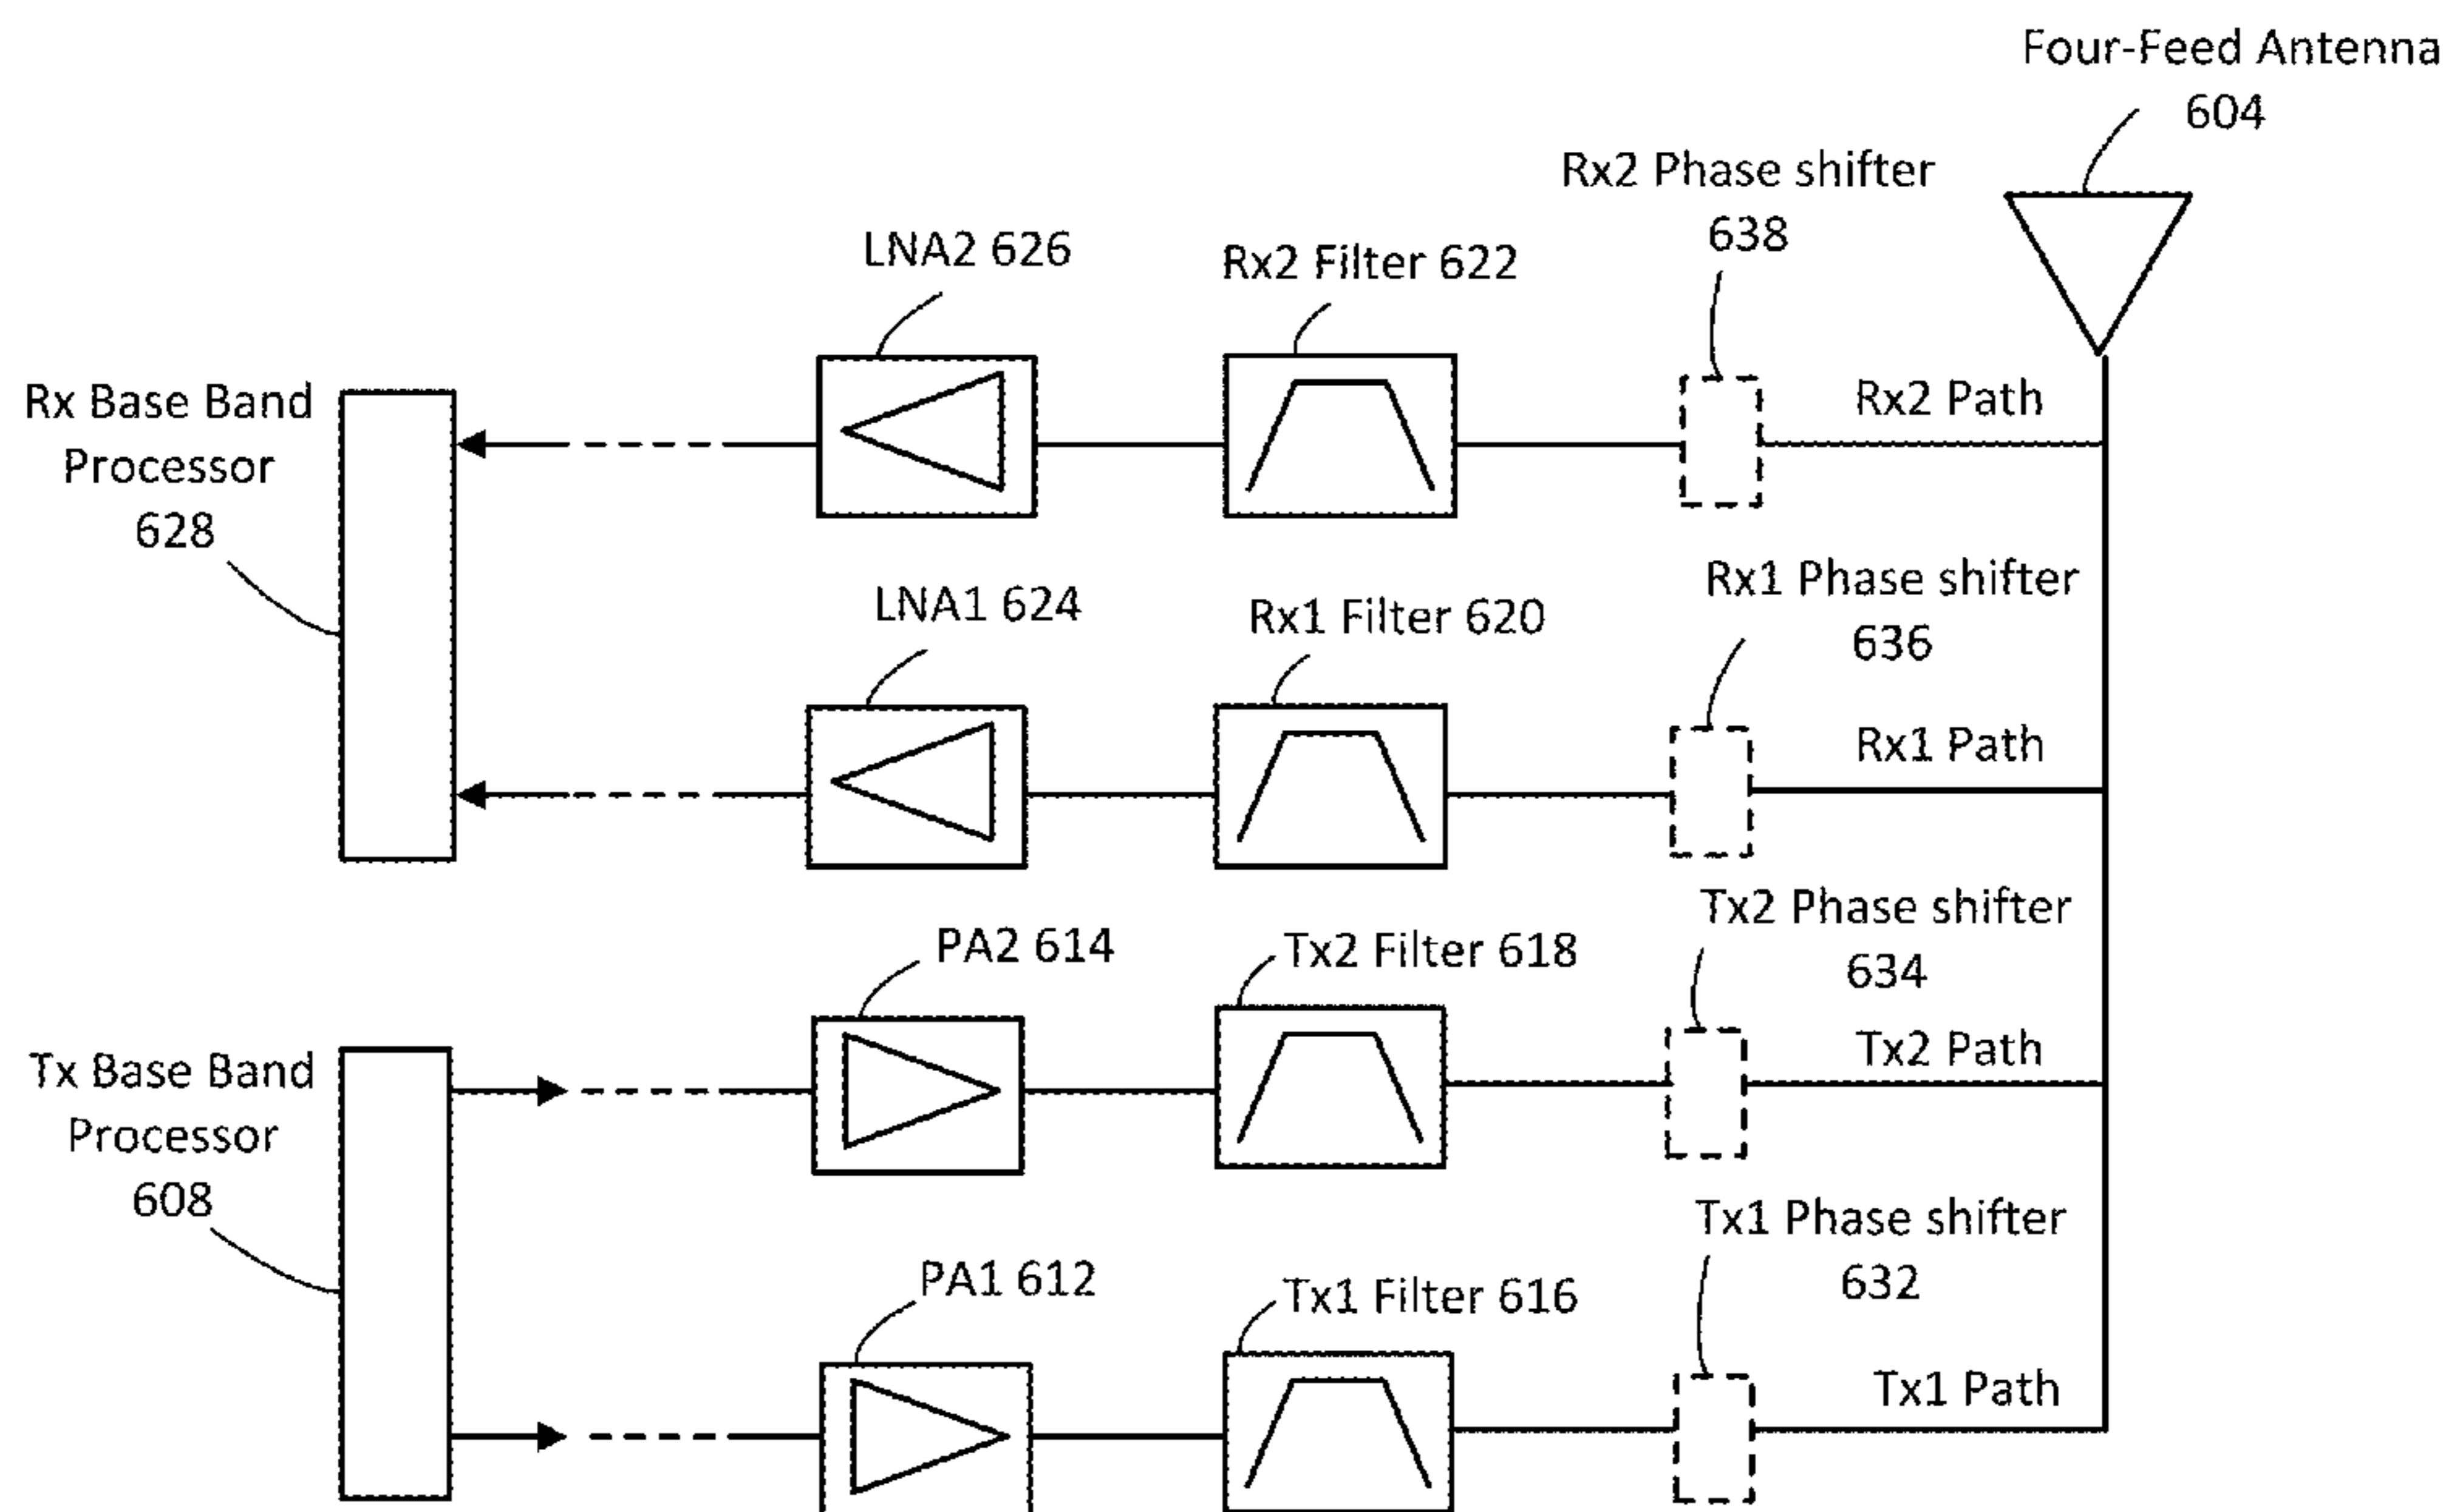 Four-Feed Antenna
604
Rx2 Phase shifter
638
LNA2 626
Rx2 Filter 622
Rx Base Band
Processor
628
Rx2 Path
LNA1 624
Rx1 Filter 620
Rx1 Phase shifter
636
Rx1 Path
PA2 614
Tx2 Filter 618
Tx2 Phase shifter
634
Tx2 Path
Tx Base Band
Processor
608
PA1 612
Tx1 Filter 616
Tx1 Phase shifter
632
Tx1 Path